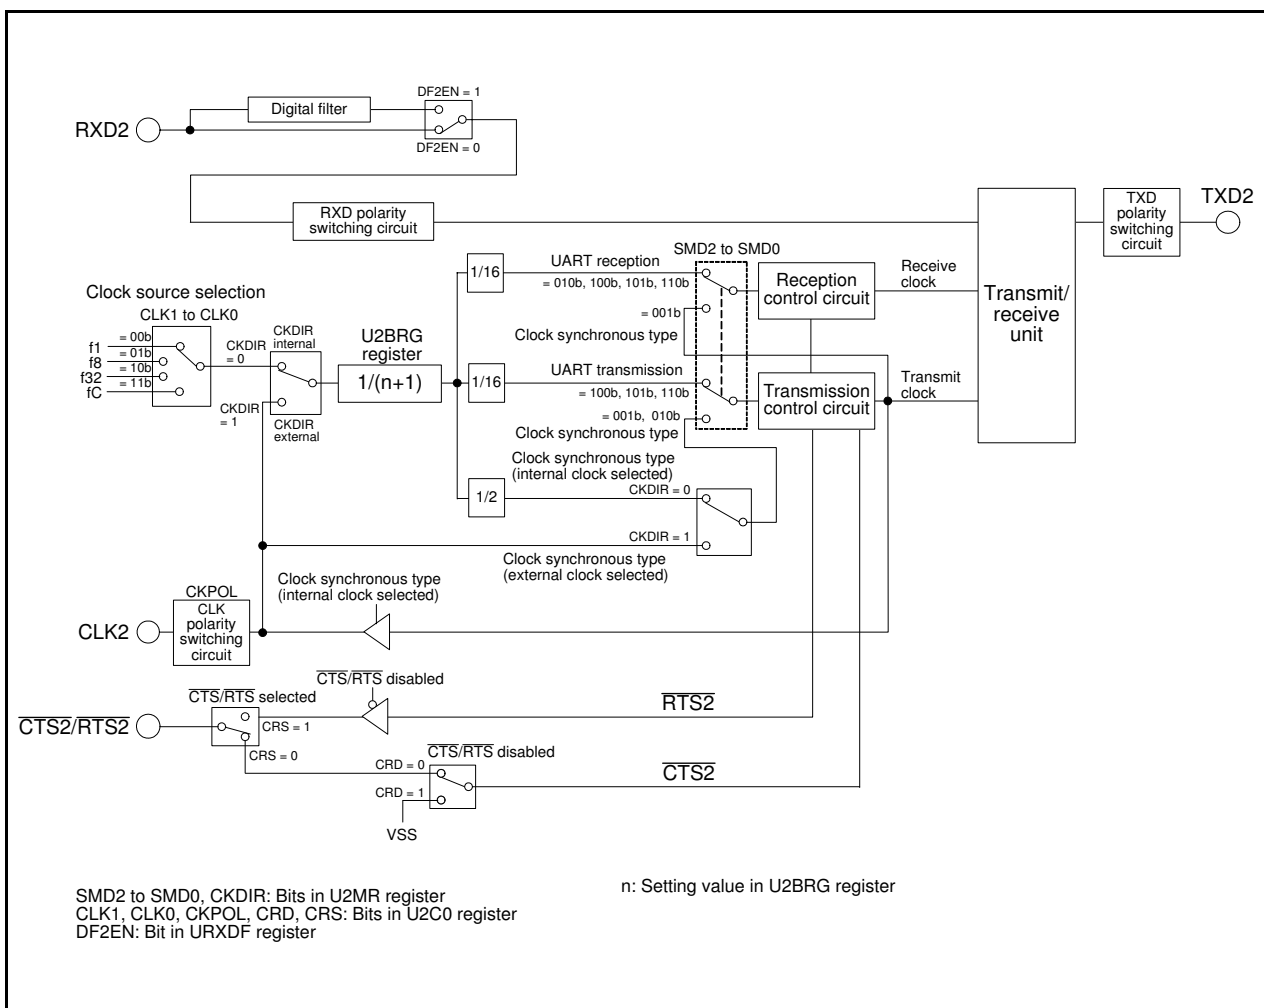 DF2EN = 1
Digital filter
RXD2
DF2EN = 0
RXD polarity
switching circuit
TXD
polarity
switching
circuit
TXD2
SMD2 to SMD0
1/16
UART reception
= 010b, 100b, 101b, 110b
Reception
control circuit
Receive
clock
Transmit/
receive
unit
Clock source selection
CLK1 to CLK0
= 00b
f1
= 01b
f8
= 10b
f32
= 11b
fC
CKDIR
= 0
CKDIR
internal
CKDIR
= 1
CKDIR
external
U2BRG
register
1/(n+1)
= 001b
Clock synchronous type
1/16
UART transmission
= 100b, 101b, 110b
Transmission
control circuit
Transmit
clock
= 001b, 010b
Clock synchronous type
Clock synchronous type
(internal clock selected)
1/2
CKDIR = 0
CKDIR = 1
Clock synchronous type
(external clock selected)
Clock synchronous type
(internal clock selected)
CKPOL
CLK
polarity
switching
circuit
CLK2
CTS/RTS disabled
CTS/RTS selected
CTS2/RTS2
CRS = 1
CRS = 0
RTS2
CTS/RTS disabled
CRD = 0
CRD = 1
CTS2
VSS
SMD2 to SMD0, CKDIR: Bits in U2MR register
CLK1, CLK0, CKPOL, CRD, CRS: Bits in U2C0 register
DF2EN: Bit in URXDF register
n: Setting value in U2BRG register